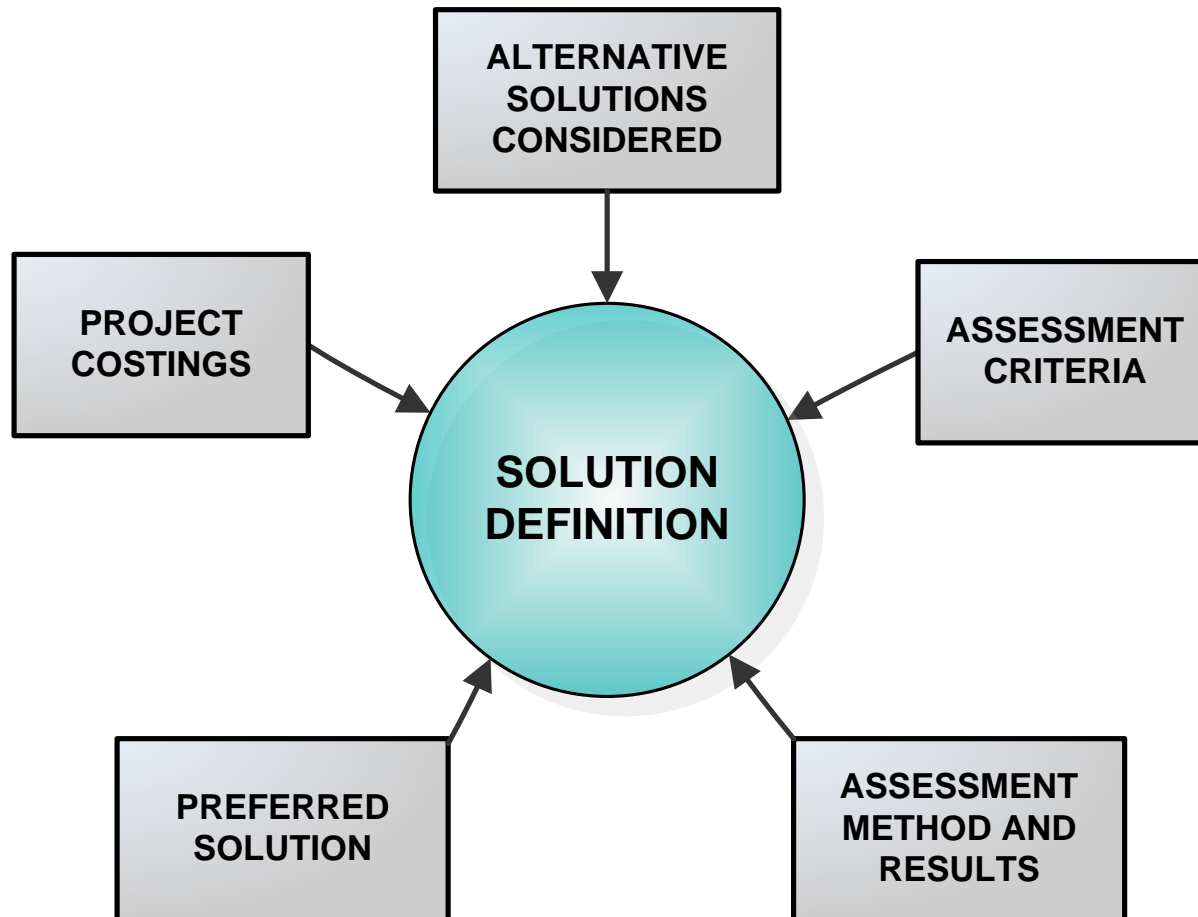 ALTERNATIVE
SOLUTIONS
CONSIDERED
PROJECT
COSTINGS
ASSESSMENT
CRITERIA
SOLUTION
DEFINITION
PREFERRED
SOLUTION
ASSESSMENT
METHOD AND
RESULTS